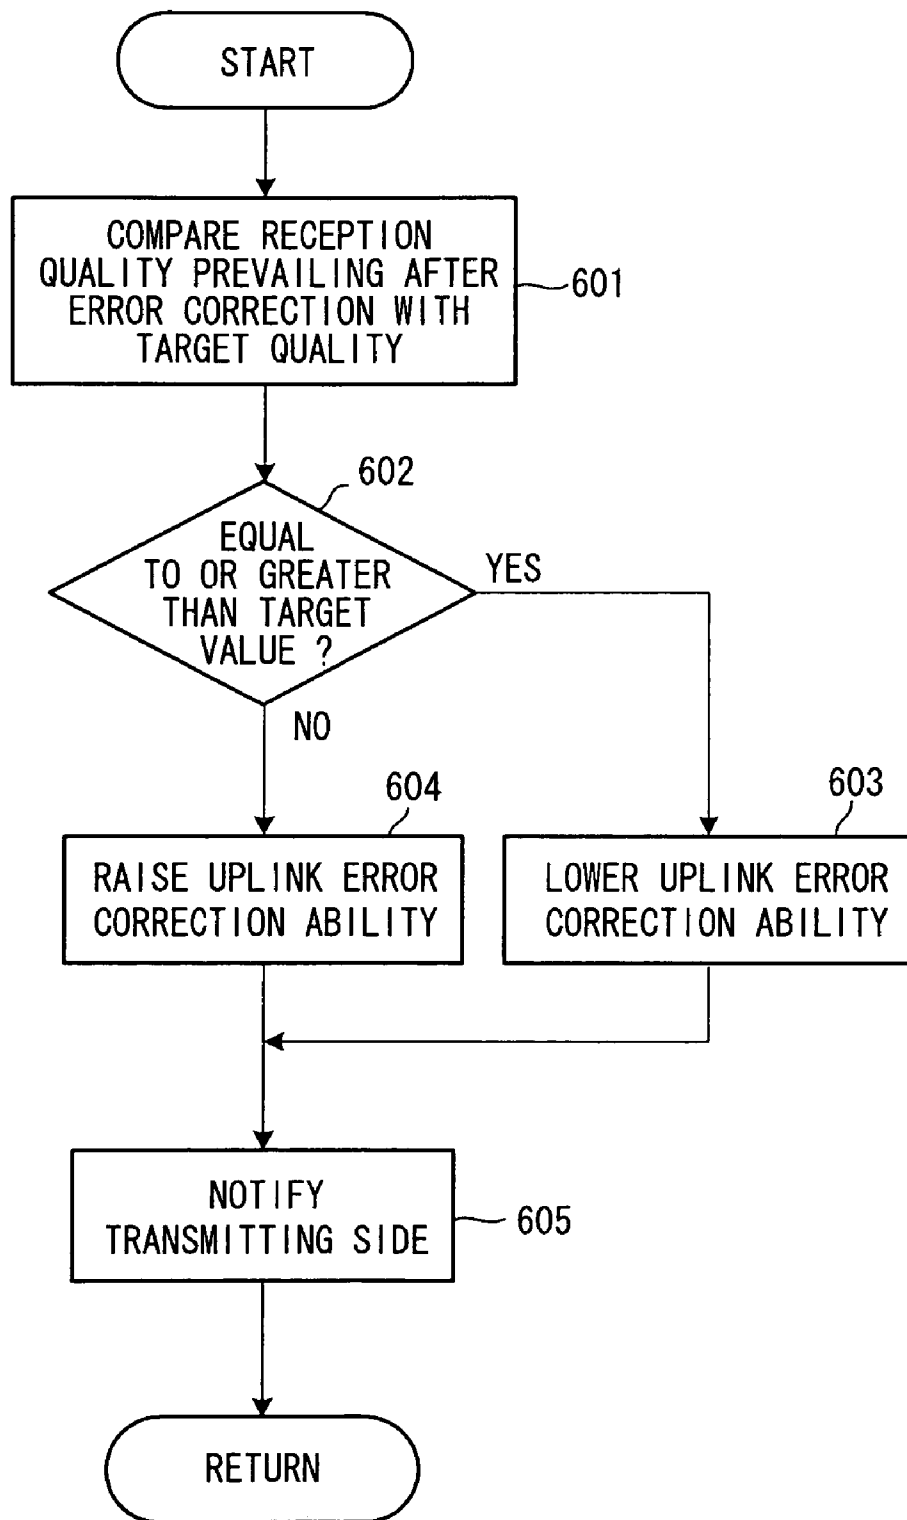 START
COMPARE RECEPTION
QUALITY PREVAILING AFTER
ERROR CORRECTION WITH
TARGET QUALITY
601
602
EQUAL
TO OR GREATER
THAN TARGET
VALUE ?
YES
NO
604
RAISE UPLINK ERROR
CORRECTION ABILITY
603
LOWER UPLINK ERROR
CORRECTION ABILITY
NOTIFY
TRANSMITTING SIDE
605
RETURN